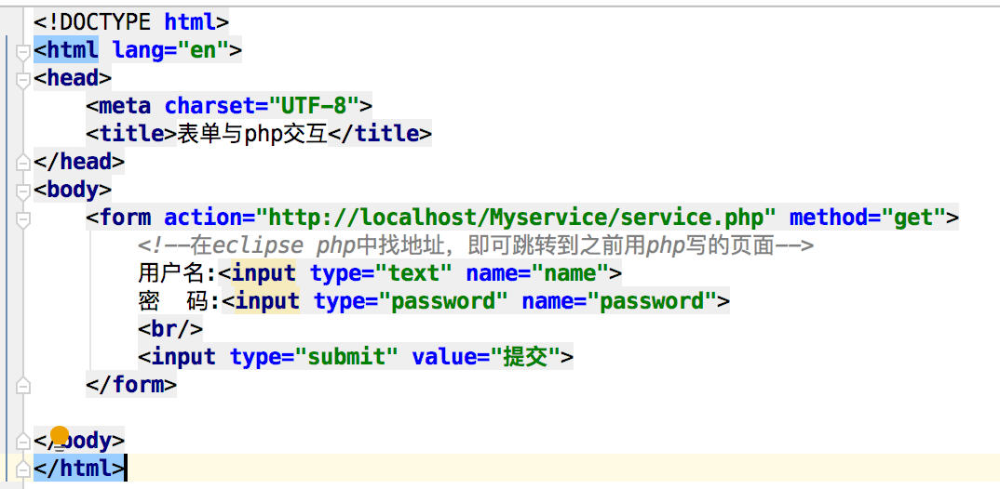 <!DOCTYPE html>
<html lang="en">
<head>
    <meta charset="UTF-8">
    <title>表单与php交互</title>
</head>
<body>
    <form action="http://localhost/Myservice/service.php" method="get">
        <!--在eclipse php中找地址，即可跳转到之前用php写的页面-->
        用户名:<input type="text" name="name">
        密  码:<input type="password" name="password">
        <br/>
        <input type="submit" value="提交">
    </form>
</body>
</html>